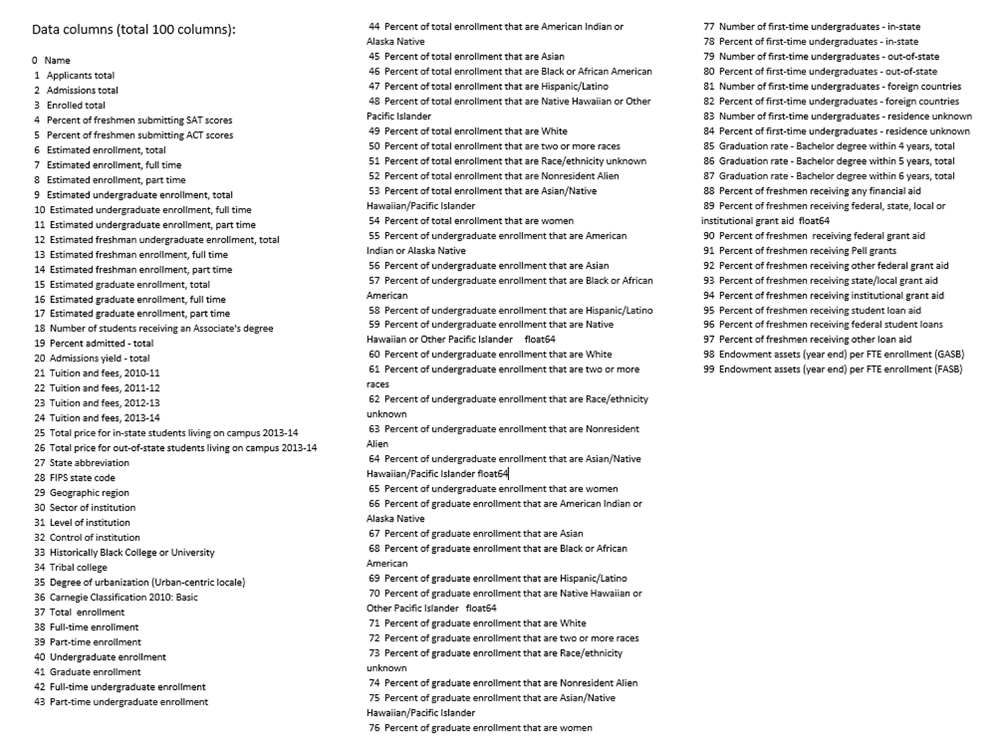 Data columns (total 100 columns):
0 Name
1 Applicants total
2 Admissions total
3 Enrolled total
4 Percent of freshmen submitting SAT scores
5 Percent of freshmen submitting ACT scores
6 Estimated enrollment, total
7 Estimated enrollment, full time
8 Estimated enrollment, part time
9 Estimated undergraduate enrollment, total
10 Estimated undergraduate enrollment, full time
11 Estimated undergraduate enrollment, part time
12 Estimated freshman undergraduate enrollment, total
13 Estimated freshman enrollment, full time
14 Estimated freshman enrollment, part time
15 Estimated graduate enrollment, total
16 Estimated graduate enrollment, full time
17 Estimated graduate enrollment, part time
18 Number of students receiving an Associate's degree
19 Percent admitted - total
20 Admissions yield - total
21 Tuition and fees, 2010-11
22 Tuition and fees, 2011-12
23 Tuition and fees, 2012-13
24 Tuition and fees, 2013-14
25 Total price for in-state students living on campus 2013-14
26 Total price for out-of-state students living on campus 2013-14
27 State abbreviation
28 FIPS state code
29 Geographic region
30 Sector of institution
31 Level of institution
32 Control of institution
33 Historically Black College or University
34 Tribal college
35 Degree of urbanization (Urban-centric locale)
36 Carnegie Classification 2010: Basic
37 Total enrollment
38 Full-time enrollment
39 Part-time enrollment
40 Undergraduate enrollment
41 Graduate enrollment
42 Full-time undergraduate enrollment
43 Part-time undergraduate enrollment
44 Percent of total enrollment that are American Indian or
Alaska Native
45 Percent of total enrollment that are Asian
46 Percent of total enrollment that are Black or African American
47 Percent of total enrollment that are Hispanic/Latino
48 Percent of total enrollment that are Native Hawaiian or Other
Pacific Islander
49 Percent of total enrollment that are White
50 Percent of total enrollment that are two or more races
51 Percent of total enrollment that are Race/ethnicity unknown
52 Percent of total enrollment that are Nonresident Alien
53 Percent of total enrollment that are Asian/Native
Hawaiian/Pacific Islander
54 Percent of total enrollment that are women
55 Percent of undergraduate enrollment that are American
Indian or Alaska Native
56 Percent of undergraduate enrollment that are Asian
57 Percent of undergraduate enrollment that are Black or African
American
58 Percent of undergraduate enrollment that are Hispanic/Latino
59 Percent of undergraduate enrollment that are Native
Hawaiian or Other Pacific Islander float64
60 Percent of undergraduate enrollment that are White
61 Percent of undergraduate enrollment that are two or more
races
62 Percent of undergraduate enrollment that are Race/ethnicity
unknown
63 Percent of undergraduate enrollment that are Nonresident
Alien
64 Percent of undergraduate enrollment that are Asian/Native
Hawaiian/Pacific Islander float64
65 Percent of undergraduate enrollment that are women
66 Percent of graduate enrollment that are American Indian or
Alaska Native
67 Percent of graduate enrollment that are Asian
68 Percent of graduate enrollment that are Black or African
American
69 Percent of graduate enrollment that are Hispanic/Latino
70 Percent of graduate enrollment that are Native Hawaiian or
Other Pacific Islander float64
71 Percent of graduate enrollment that are White
72 Percent of graduate enrollment that are two or more races
73 Percent of graduate enrollment that are Race/ethnicity
unknown
74 Percent of graduate enrollment that are Nonresident Alien
75 Percent of graduate enrollment that are Asian/Native
Hawaiian/Pacific Islander
76 Percent of graduate enrollment that are women
77 Number of first-time undergraduates - in-state
78 Percent of first-time undergraduates - in-state
79 Number of first-time undergraduates - out-of-state
80 Percent of first-time undergraduates - out-of-state
81 Number of first-time undergraduates - foreign countries
82 Percent of first-time undergraduates - foreign countries
83 Number of first-time undergraduates - residence unknown
84 Percent of first-time undergraduates - residence unknown
85 Graduation rate - Bachelor degree within 4 years, total
86 Graduation rate - Bachelor degree within 5 years, total
87 Graduation rate - Bachelor degree within 6 years, total
88 Percent of freshmen receiving any financial aid
89 Percent of freshmen receiving federal, state, local or
institutional grant aid float64
90 Percent of freshmen receiving federal grant aid
91 Percent of freshmen receiving Pell grants
92 Percent of freshmen receiving other federal grant aid
93 Percent of freshmen receiving state/local grant aid
94 Percent of freshmen receiving institutional grant aid
95 Percent of freshmen receiving student loan aid
96 Percent of freshmen receiving federal student loans
97 Percent of freshmen receiving other loan aid
98 Endowment assets (year end) per FTE enrollment (GASB)
99 Endowment assets (year end) per FTE enrollment (FASB)